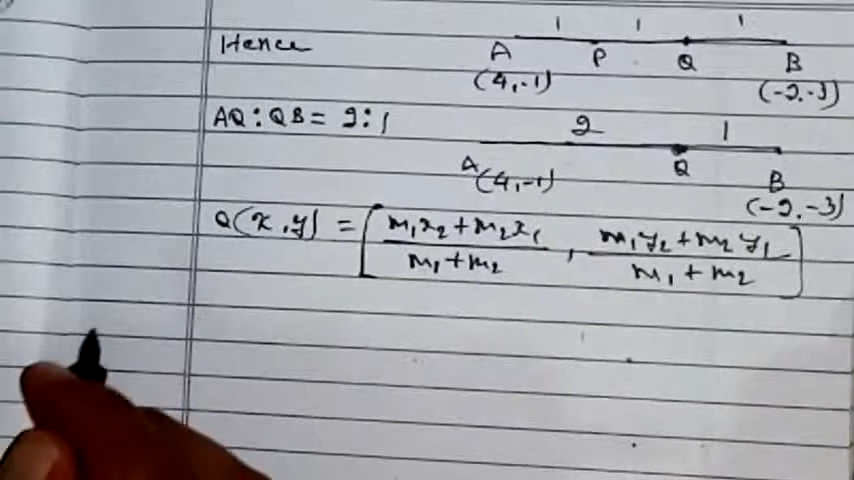 1 1 1
Hence A P Q B
(4,-1) (-2,-3)
AQ : QB = 2 : 1 2 1
A Q B
(4,-1) (-2,-3)
Q(x,y) = [ m₁x₂+m₂x₁ / m₁+m₂ , m₁y₂+m₂y₁ / m₁+m₂ ]